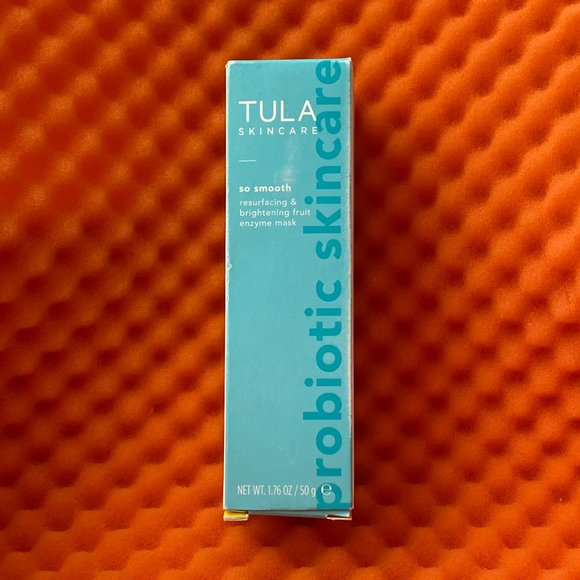 TULA
SKINCARE
so smooth
resurfacing &
brightening fruit
enzyme mask
NET WT. 1.76 OZ / 50 g ℮
probiotic skincare